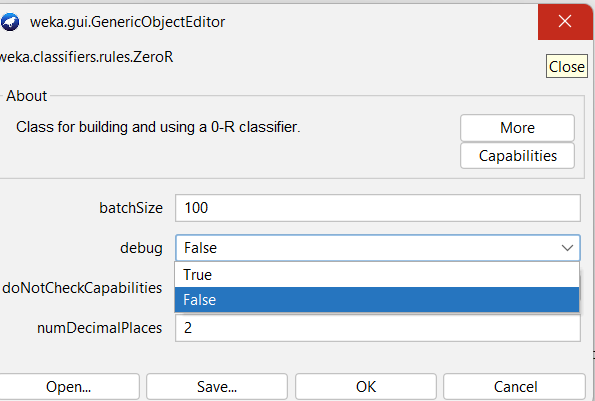 weka.gui.GenericObjectEditor
weka.classifiers.rules.ZeroR
Close
About
Class for building and using a 0-R classifier.
More
Capabilities
batchSize
100
debug
False
True
doNotCheckCapabilities
False
numDecimalPlaces
2
Open...
Save...
OK
Cancel